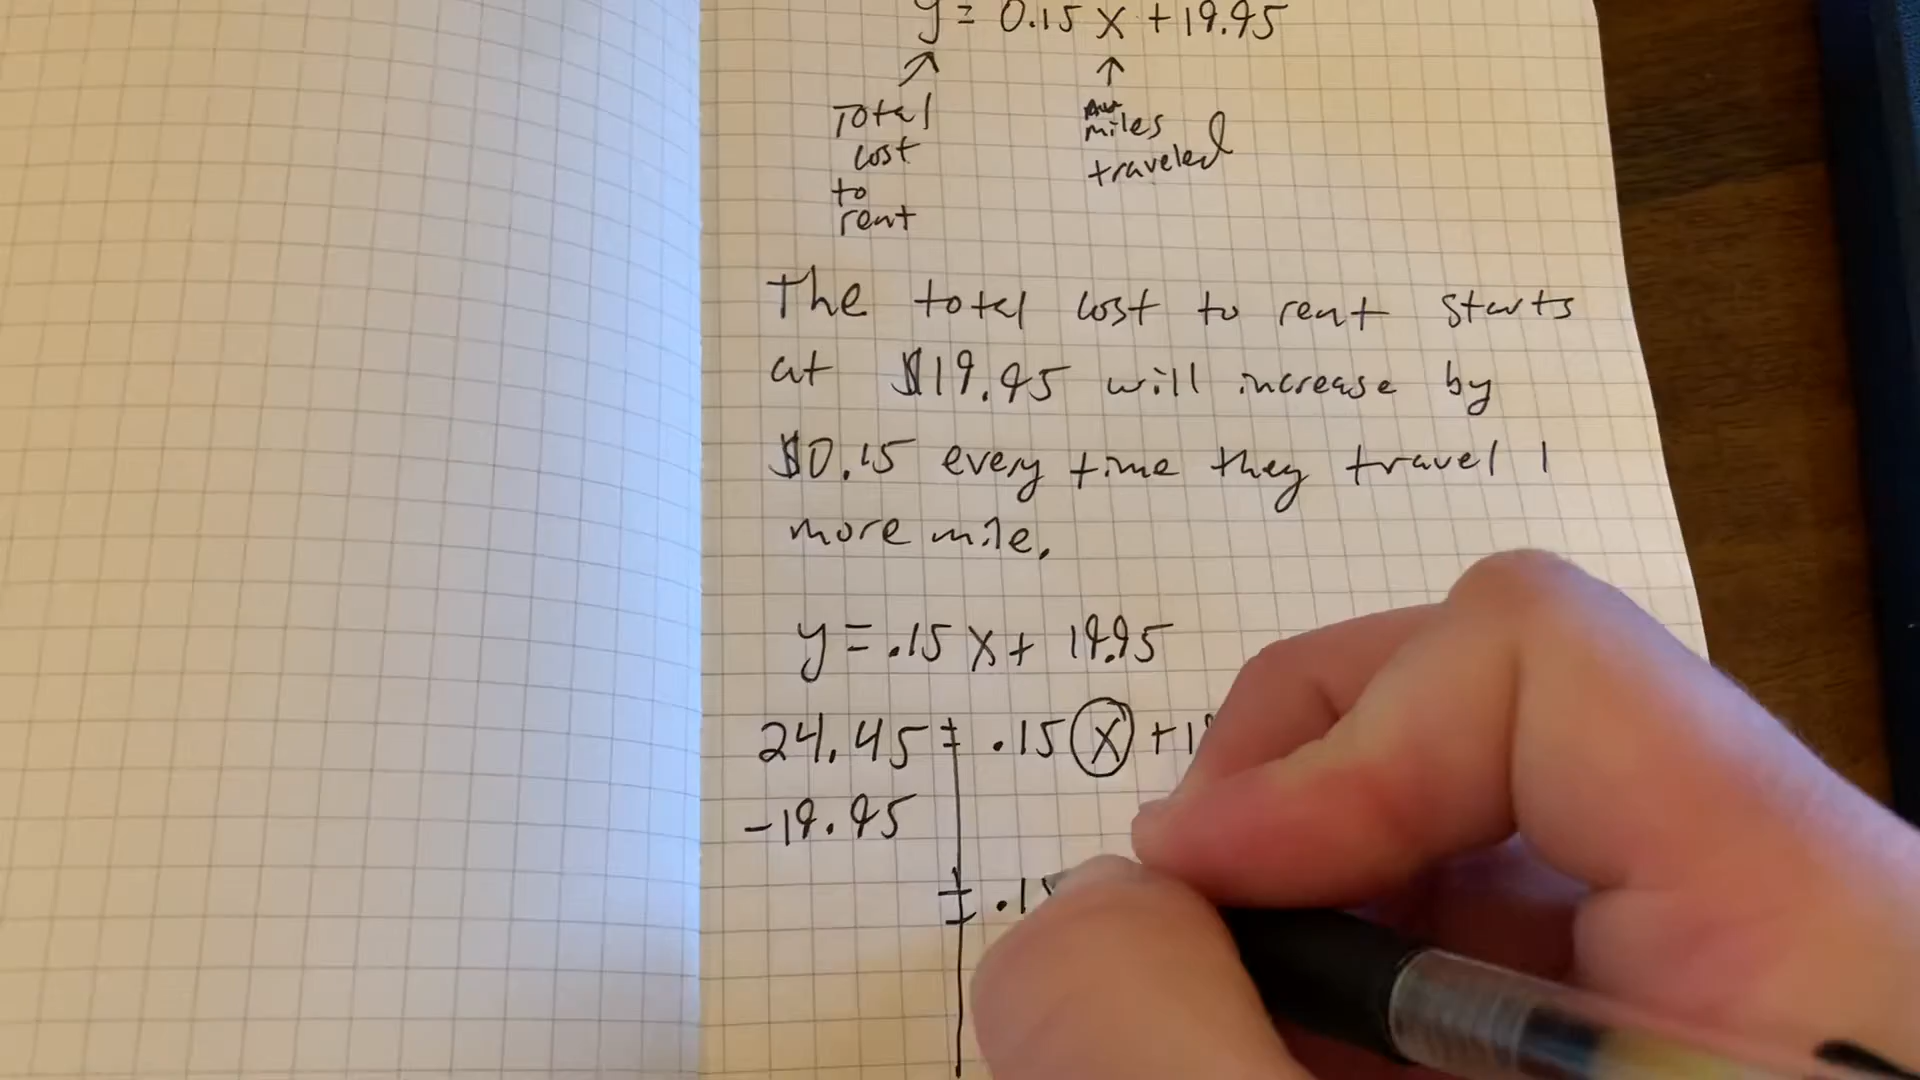 y = 0.15 x + 19.95
Total
cost
to
rent
miles
traveled
The total cost to rent starts
at $19.95 will increase by
$0.15 every time they travel 1
more mile.
y = .15 x + 19.95
24.45 = .15 x + 19
-19.95
= .15